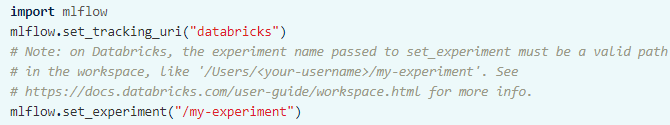 import mlflow
mlflow.set_tracking_uri("databricks")
# Note: on Databricks, the experiment name passed to set_experiment must be a valid path
# in the workspace, like '/Users/<your-username>/my-experiment'. See
# https://docs.databricks.com/user-guide/workspace.html for more info.
mlflow.set_experiment("/my-experiment")